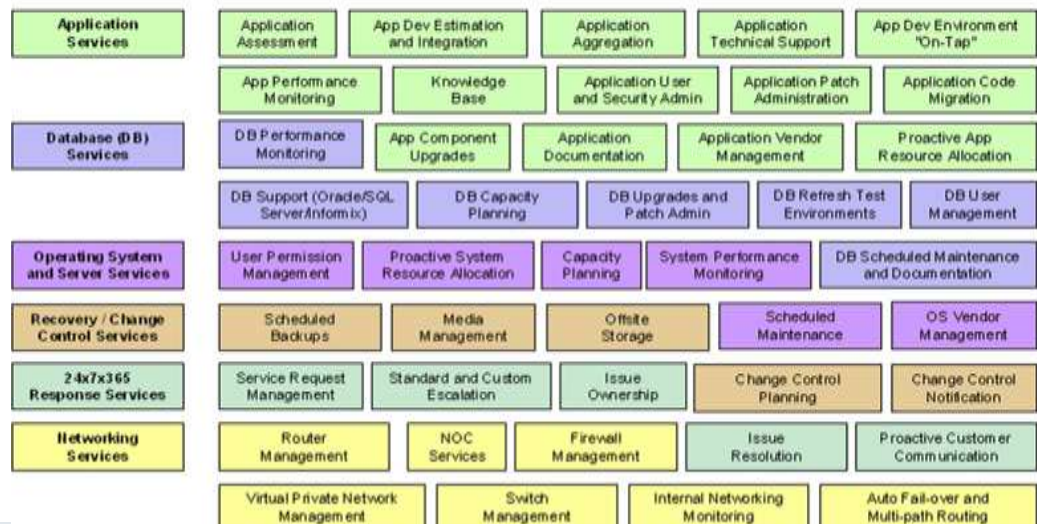 Application
Services
Application
Assessment
App Dev Estimation
and Integration
Application
Aggregation
Application
Technical Support
App Dev Environment
"On-Tap"
App Performance
Monitoring
Knowledge
Base
Application User
and Security Admin
Application Patch
Administration
Application Code
Migration
Database (DB)
Services
DB Performance
Monitoring
App Component
Upgrades
Application
Documentation
Application Vendor
Management
Proactive App
Resource Allocation
DB Support (Oracle/SQL
Server/Informix)
DB Capacity
Planning
DB Upgrades and
Patch Admin
DB Refresh Test
Environments
DB User
Management
Operating System
and Server Services
User Permission
Management
Proactive System
Resource Allocation
Capacity
Planning
System Performance
Monitoring
DB Scheduled Maintenance
and Documentation
Recovery / Change
Control Services
Scheduled
Backups
Media
Management
Offsite
Storage
Scheduled
Maintenance
OS Vendor
Management
24x7x365
Response Services
Service Request
Management
Standard and Custom
Escalation
Issue
Ownership
Change Control
Planning
Change Control
Notification
Networking
Services
Router
Management
NOC
Services
Firewall
Management
Issue
Resolution
Proactive Customer
Communication
Virtual Private Network
Management
Switch
Management
Internal Networking
Monitoring
Auto Fail-over and
Multi-path Routing